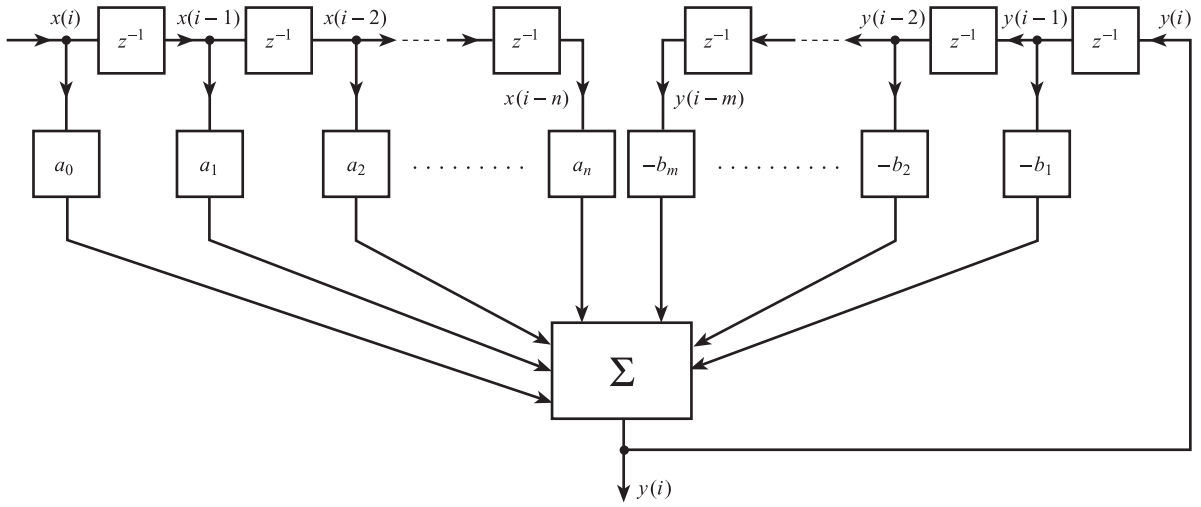 x(i) x(i−1) x(i−2) y(i−2) y(i−1) y(i)
z⁻¹ z⁻¹ z⁻¹ z⁻¹ z⁻¹ z⁻¹
x(i−n) y(i−m)
a₀ a₁ a₂ ......... aₙ −bₘ .......... −b₂ −b₁
Σ
y(i)